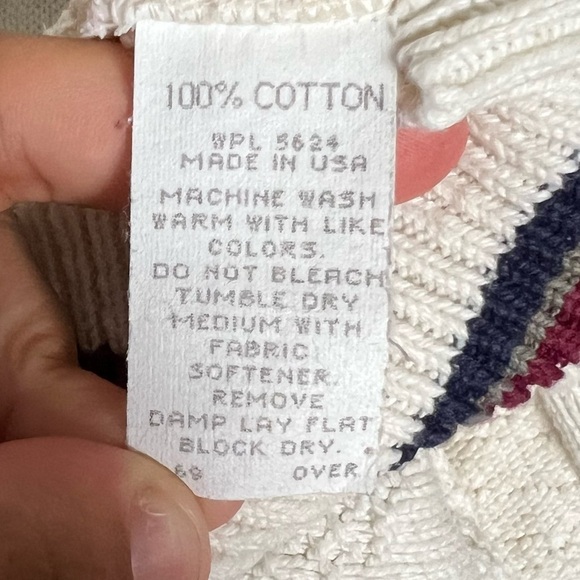 100% COTTON
WPL 5624
MADE IN USA
MACHINE WASH
WARM WITH LIKE
COLORS.
DO NOT BLEACH
TUMBLE DRY
MEDIUM WITH
FABRIC
SOFTENER.
REMOVE
DAMP LAY FLAT
BLOCK DRY.
68 OVER